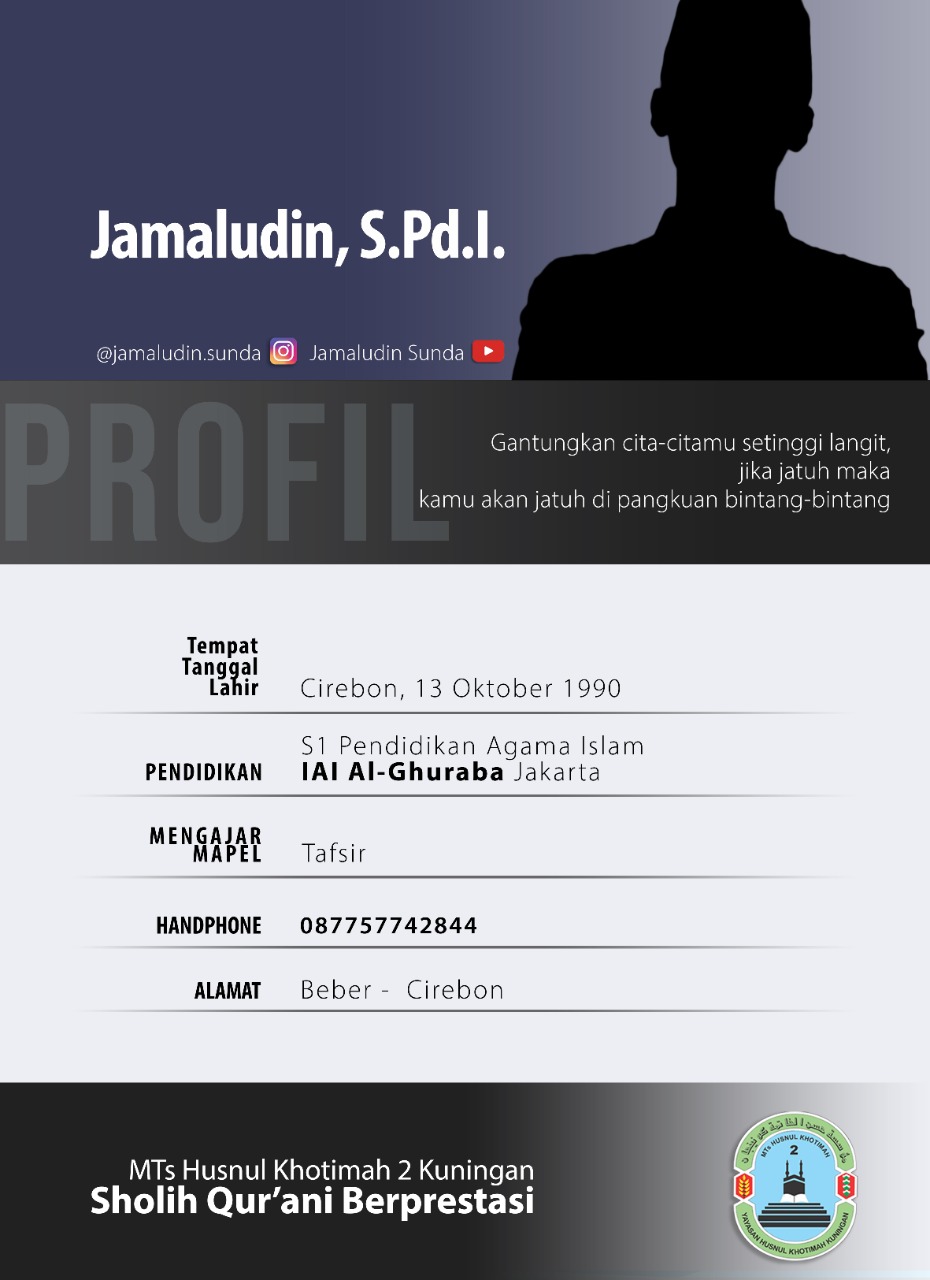 Jamaludin, S.Pd.I.
@jamaludin.sunda Jamaludin Sunda
PROFIL
Gantungkan cita-citamu setinggi langit,
jika jatuh maka
kamu akan jatuh di pangkuan bintang-bintang
Tempat
Tanggal
Lahir
Cirebon, 13 Oktober 1990
S1 Pendidikan Agama Islam
PENDIDIKAN
IAI Al-Ghuraba Jakarta
MENGAJAR
MAPEL
Tafsir
HANDPHONE
087757742844
ALAMAT
Beber - Cirebon
MTs Husnul Khotimah 2 Kuningan
Sholih Qur'ani Berprestasi
MTs HUSNUL KHOTIMAH
2
YAYASAN HUSNUL KHOTIMAH KUNINGAN